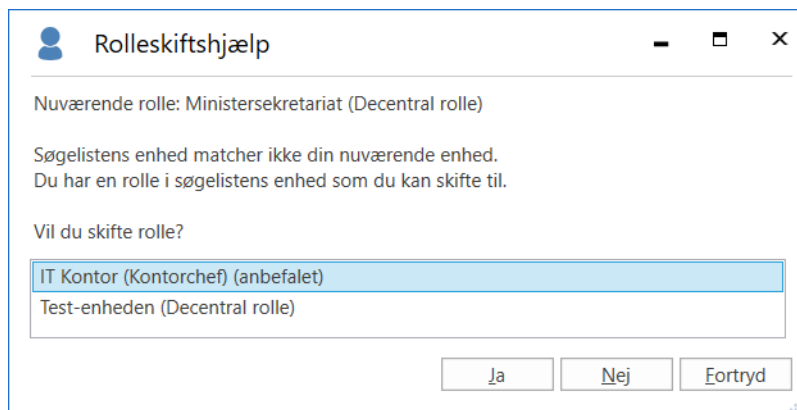 Rolleskiftshjælp
Nuværende rolle: Ministersekretariat (Decentral rolle)
Søgelistens enhed matcher ikke din nuværende enhed.
Du har en rolle i søgelistens enhed som du kan skifte til.
Vil du skifte rolle?
IT Kontor (Kontorchef) (anbefalet)
Test-enheden (Decentral rolle)
Ja Nej Fortryd